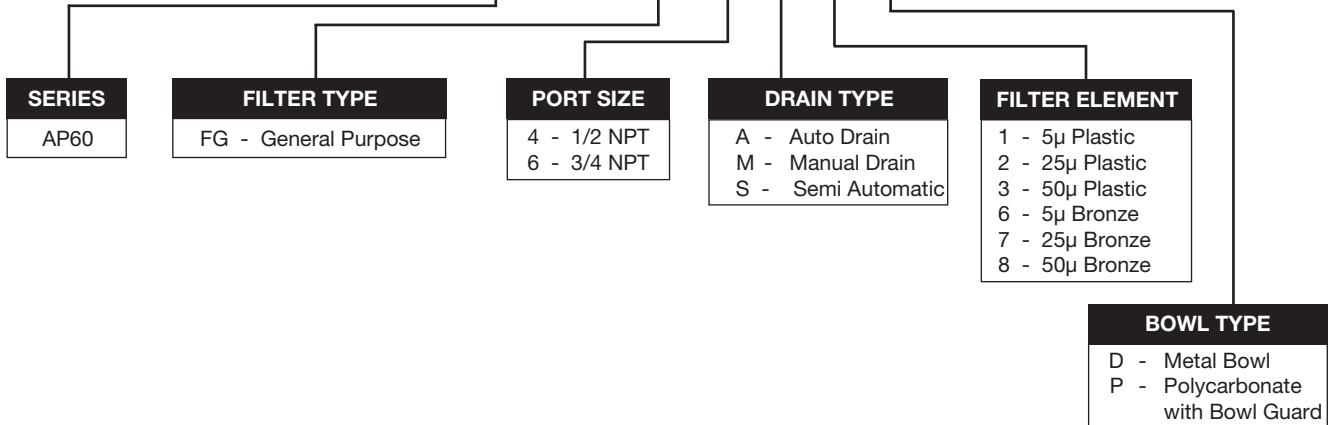 SERIES
AP60
FILTER TYPE
FG - General Purpose
PORT SIZE
4 - 1/2 NPT
6 - 3/4 NPT
DRAIN TYPE
A - Auto Drain
M - Manual Drain
S - Semi Automatic
FILTER ELEMENT
1 - 5µ Plastic
2 - 25µ Plastic
3 - 50µ Plastic
6 - 5µ Bronze
7 - 25µ Bronze
8 - 50µ Bronze
BOWL TYPE
D - Metal Bowl
P - Polycarbonate
with Bowl Guard